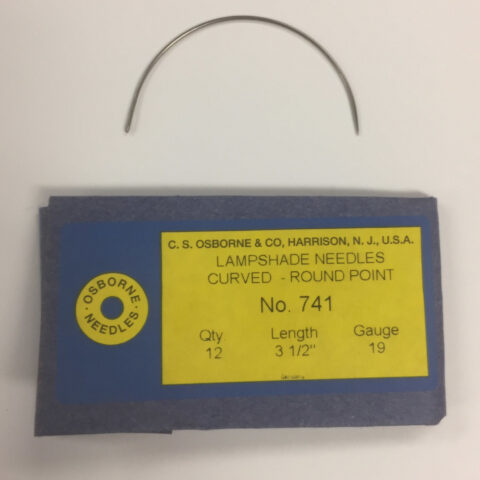 C. S. OSBORNE & CO, HARRISON, N. J., U.S.A.
LAMPSHADE NEEDLES
CURVED - ROUND POINT
No. 741
Qty Length Gauge
12 3 1/2" 19
· OSBORNE ·
NEEDLES